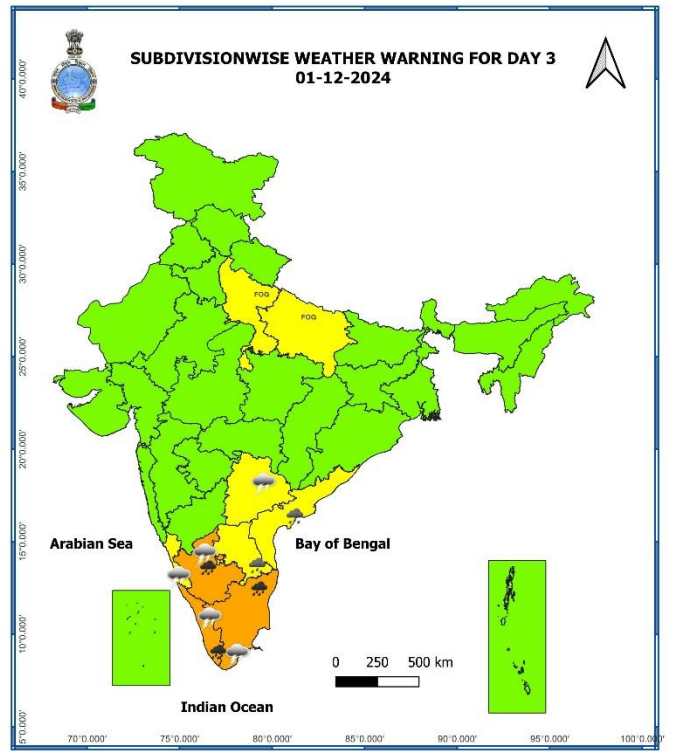 SUBDIVISIONWISE WEATHER WARNING FOR DAY 3
01-12-2024
40°0.000'
35°0.000'
30°0.000'
FOG
FOG
25°0.000'
20°0.000'
15°0.000'
Arabian Sea
Bay of Bengal
10°0.000'
0 250 500 km
Indian Ocean
5°0.000'
70°0.000' 75°0.000' 80°0.000' 85°0.000' 90°0.000' 95°0.000' 100°0.000'